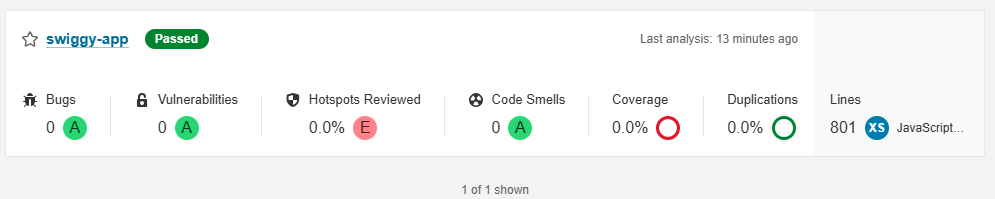 swiggy-app Passed Last analysis: 13 minutes ago
Bugs Vulnerabilities Hotspots Reviewed Code Smells Coverage Duplications Lines
0 A 0 A 0.0% E 0 A 0.0% 0.0% 801 XS JavaScript...
1 of 1 shown